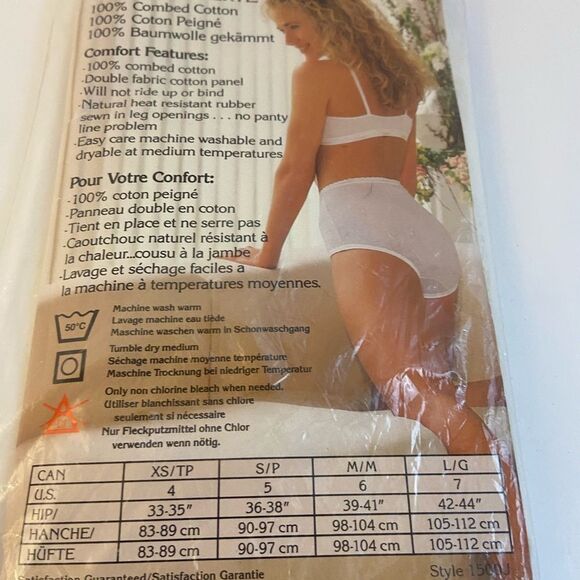 100% Combed Cotton
100% Coton Peigné
100% Baumwolle gekämmt
Comfort Features:
·100% combed cotton
·Double fabric cotton panel
·Will not ride up or bind
·Natural heat resistant rubber
sewn in leg openings . . . no panty
line problem
·Easy care machine washable and
dryable at medium temperatures
Pour Votre Confort:
·100% coton peigné
·Panneau double en coton
·Tient en place et ne serre pas
·Caoutchouc naturel résistant à
la chaleur...cousu à la jambe
·Lavage et séchage faciles a
la machine à temperatures moyennes.
50°C
Machine wash warm
Lavage machine eau tiède
Maschine waschen warm in Schonwaschgang
Tumble dry medium
Séchage machine moyenne température
Maschine Trocknung bei niedriger Temperatur
Only non chlorine bleach when needed.
Utiliser blanchissant sans chlore
seulement si nécessaire
Nur Fleckputzmittel ohne Chlor
verwenden wenn nötig.
CAN XS/TP S/P M/M L/G
U.S. 4 5 6 7
HIP/ 33-35" 36-38" 39-41" 42-44"
HANCHE/ 83-89 cm 90-97 cm 98-104 cm 105-112 cm
HÜFTE 83-89 cm 90-97 cm 98-104 cm 105-112 cm
Satisfaction Guaranteed/Satisfaction Garantie
Style